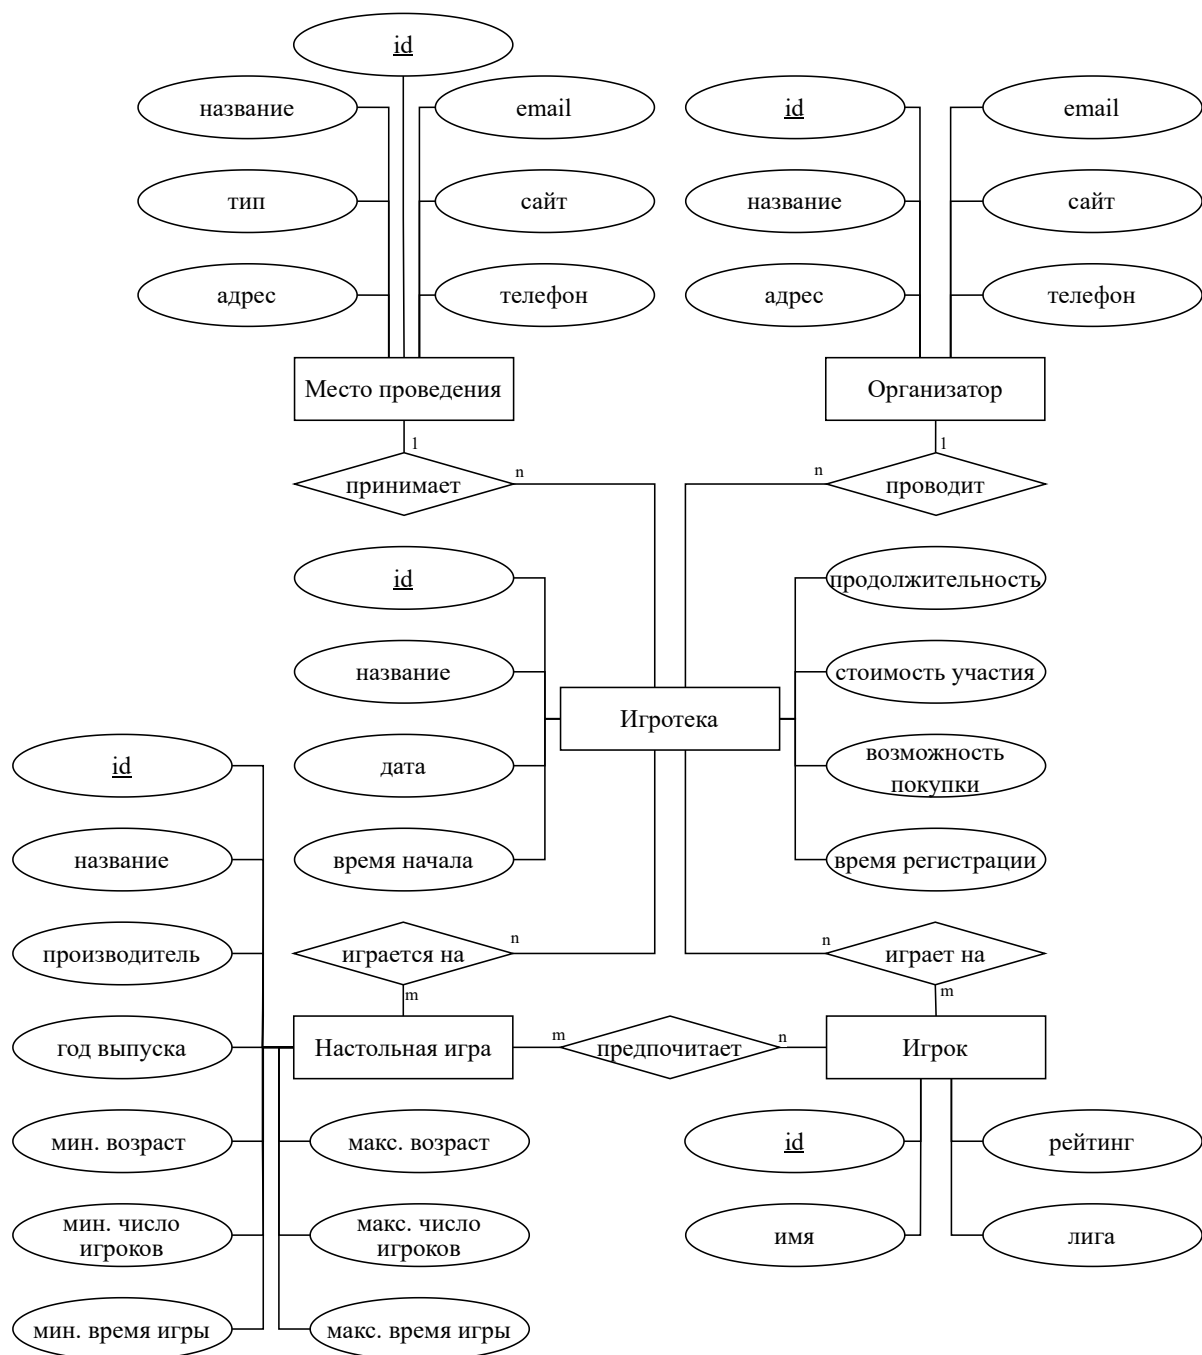 id
название
email
id
email
тип
сайт
название
сайт
адрес
телефон
адрес
телефон
Место проведения
Организатор
1
1
принимает
n
n
проводит
id
продолжительность
название
стоимость участия
Игротека
id
дата
возможность
покупки
название
время начала
время регистрации
производитель
играется на
n
n
играет на
m
m
год выпуска
Настольная игра
m
предпочитает
n
Игрок
мин. возраст
макс. возраст
id
рейтинг
мин. число
игроков
макс. число
игроков
имя
лига
мин. время игры
макс. время игры